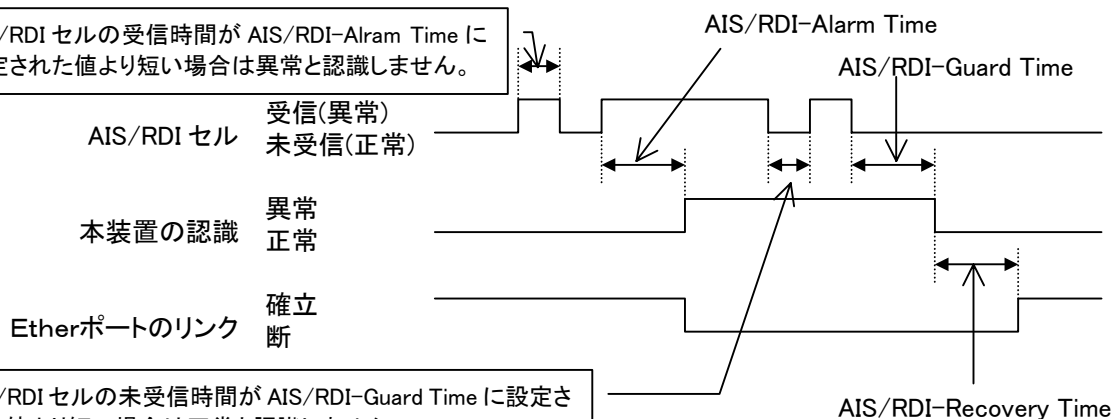 /RDI セルの受信時間が AIS/RDI-Alram Time に
定された値より短い場合は異常と認識しません。
AIS/RDI-Alarm Time
AIS/RDI-Guard Time
AIS/RDI セル
受信(異常)
未受信(正常)
本装置の認識
異常
正常
Etherポートのリンク
確立
断
/RDI セルの未受信時間が AIS/RDI-Guard Time に設定さ
AIS/RDI-Recovery Time